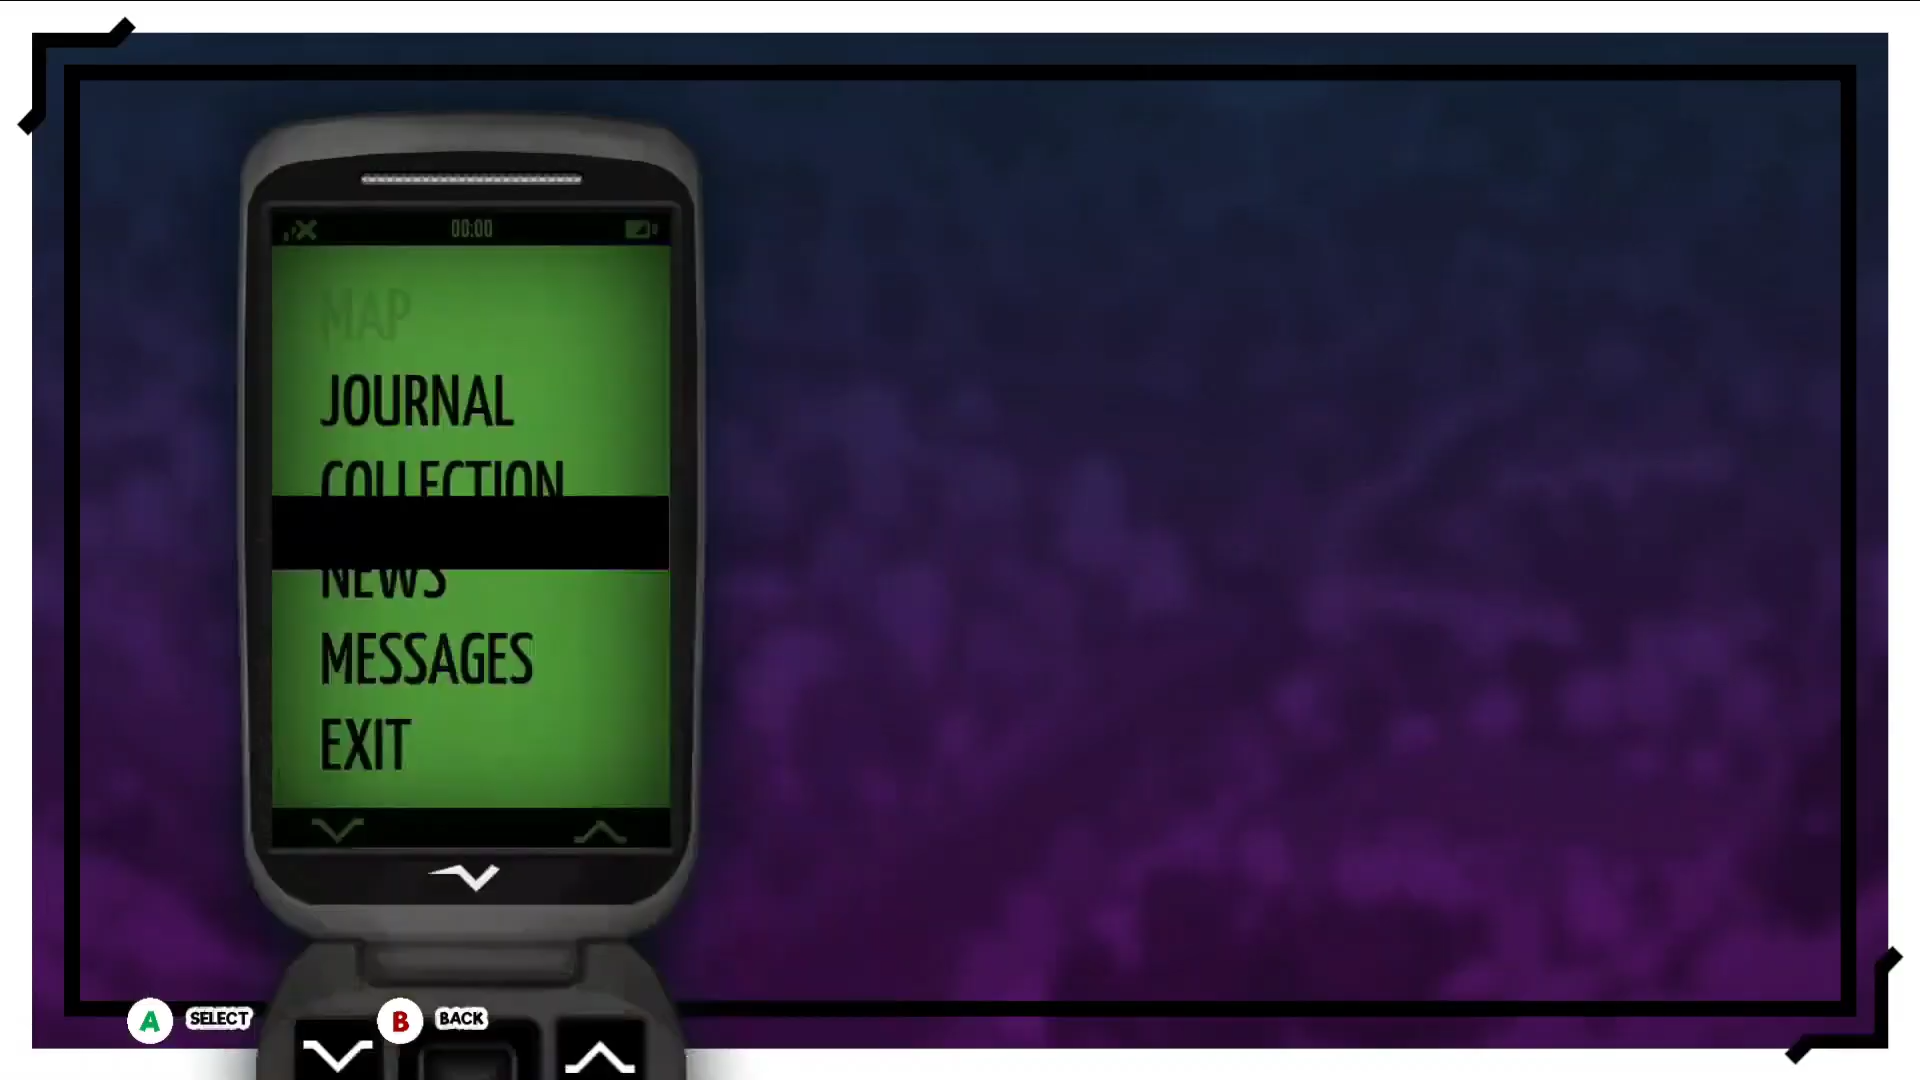 00:00
MAP
JOURNAL
COLLECTION
NEWS
MESSAGES
EXIT
A SELECT B BACK